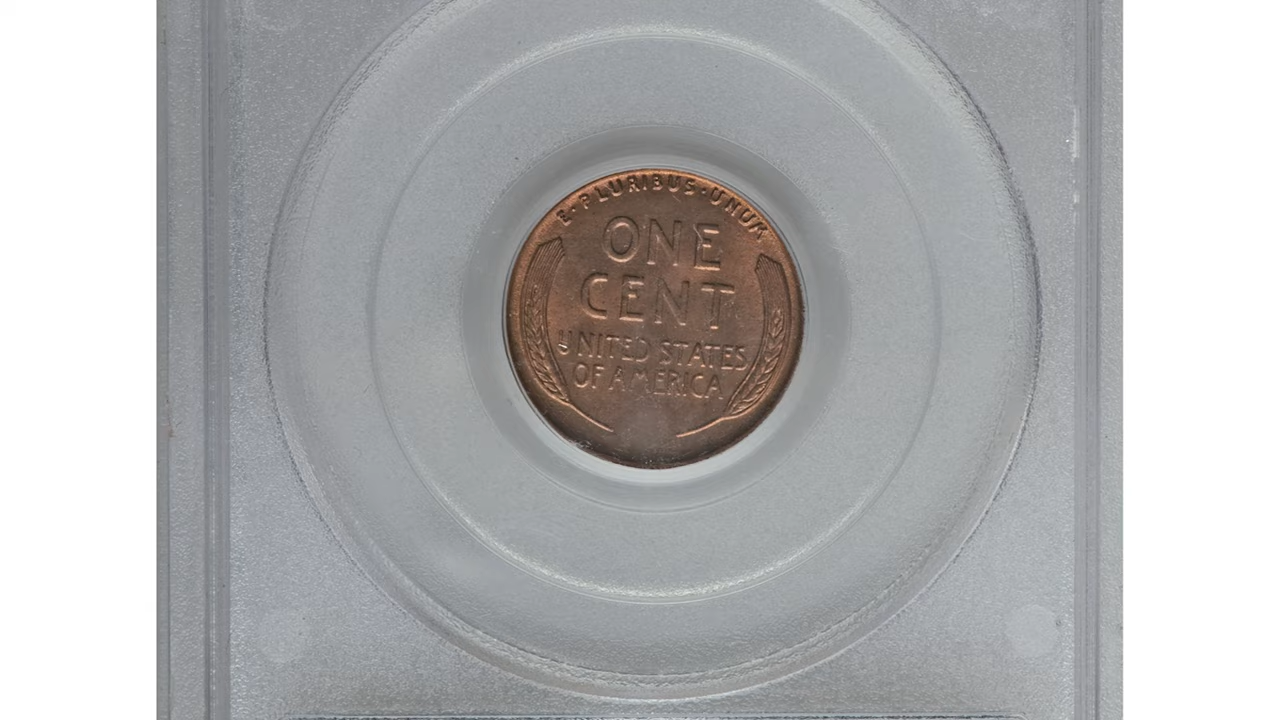 E·PLURIBUS·UNUM
ONE
CENT
UNITED STATES
OF AMERICA